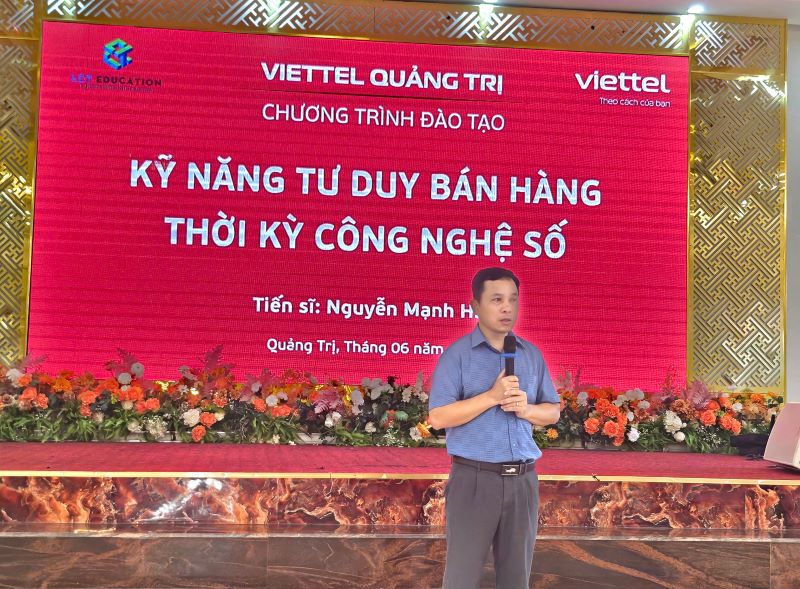 EDUCATION
VIETTEL QUẢNG TRỊ
viettel
Theo cách của bạn
CHƯƠNG TRÌNH ĐÀO TẠO
KỸ NĂNG TƯ DUY BÁN HÀNG
THỜI KỲ CÔNG NGHỆ SỐ
Tiến sĩ: Nguyễn Mạnh H
Quảng Trị, Tháng 06 năm